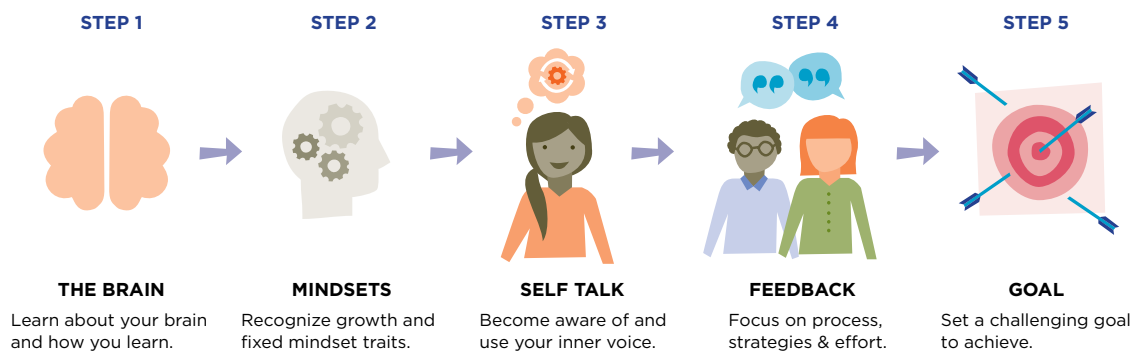 STEP 1
STEP 2
STEP 3
STEP 4
STEP 5
THE BRAIN
Learn about your brain
and how you learn.
MINDSETS
Recognize growth and
fixed mindset traits.
SELF TALK
Become aware of and
use your inner voice.
FEEDBACK
Focus on process,
strategies & effort.
GOAL
Set a challenging goal
to achieve.